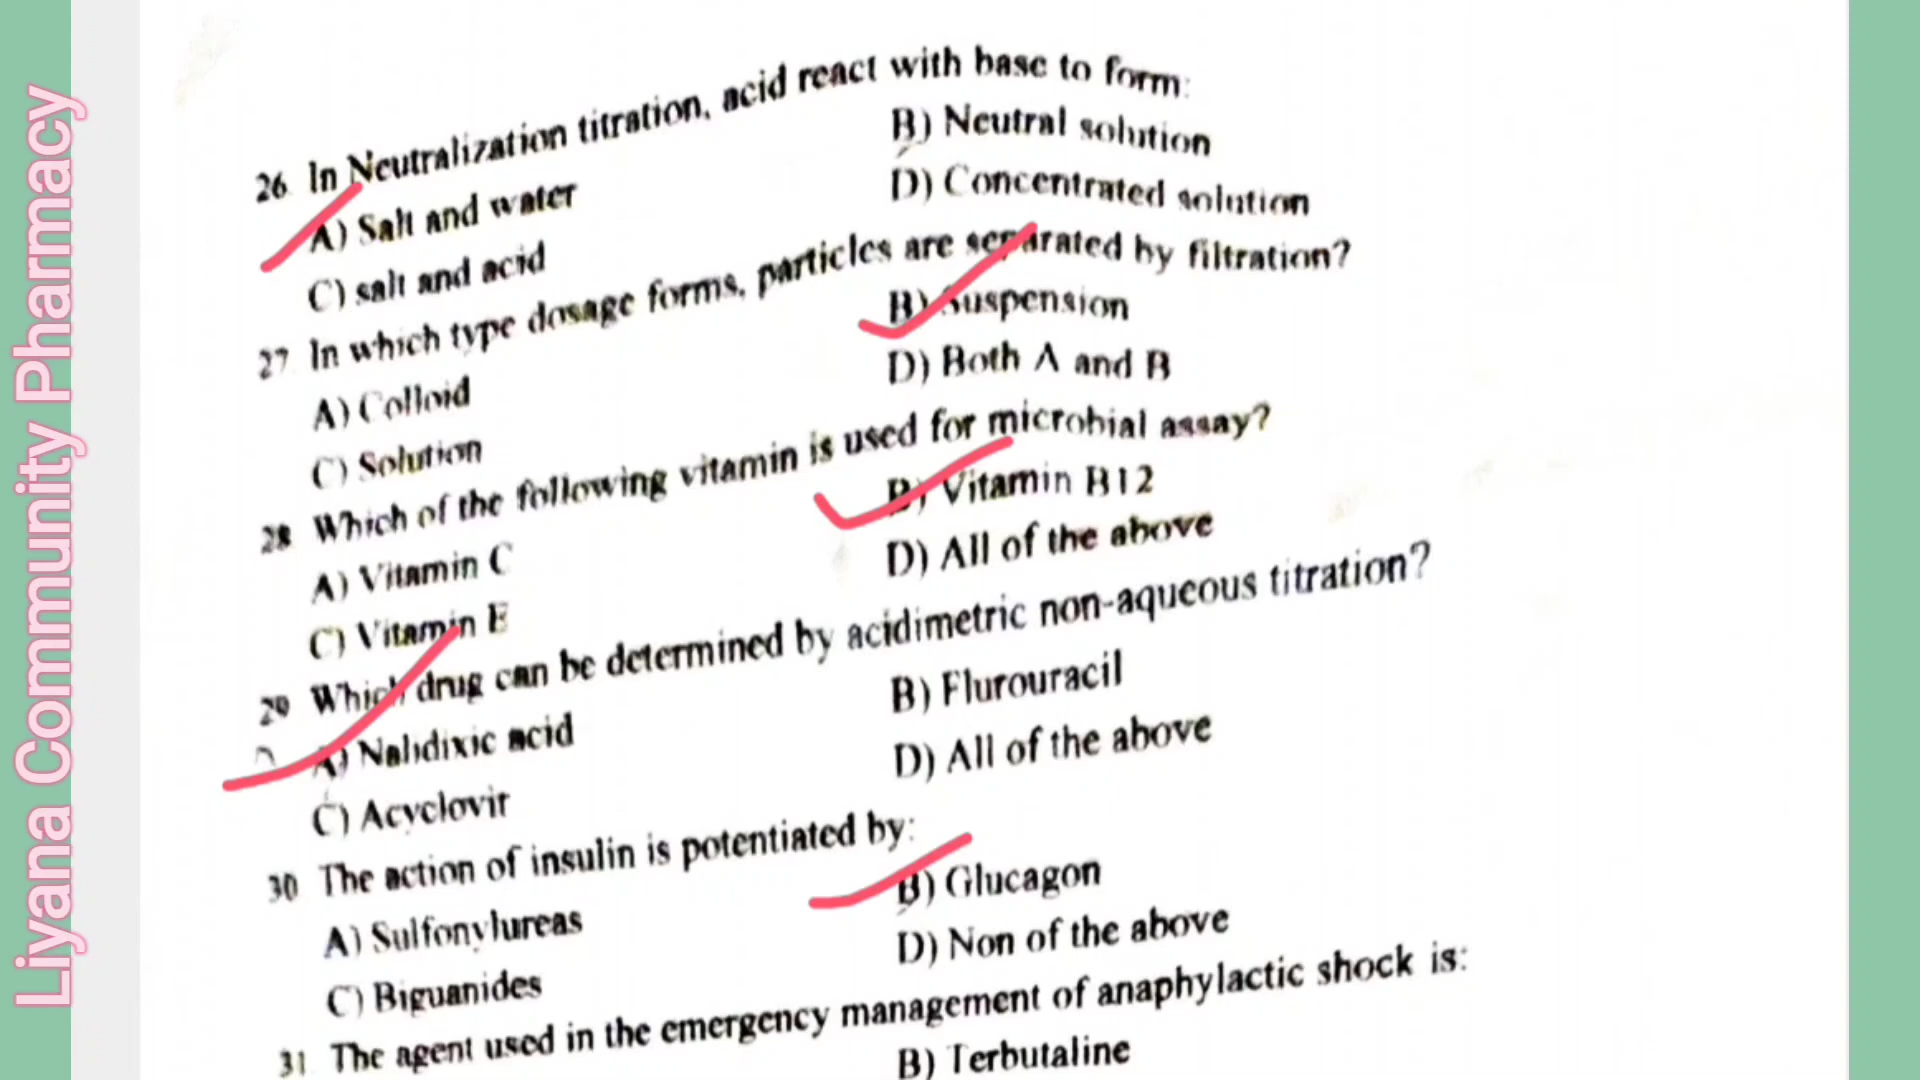 Liyana Community Pharmacy
26 In Neutralization titration, acid react with base to form:
A) Salt and water
B) Neutral solution
C) salt and acid
D) Concentrated solution
27 In which type dosage forms, particles are separated by filtration?
A) Colloid
B) Suspension
C) Solution
D) Both A and B
28 Which of the following vitamin is used for microbial assay?
A) Vitamin C
B) Vitamin B12
C) Vitamin E
D) All of the above
29 Which drug can be determined by acidimetric non-aqueous titration?
A) Nalidixic acid
B) Flurouracil
C) Acyclovir
D) All of the above
30 The action of insulin is potentiated by:
A) Sulfonylureas
B) Glucagon
C) Biguanides
D) Non of the above
31 The agent used in the emergency management of anaphylactic shock is:
B) Terbutaline